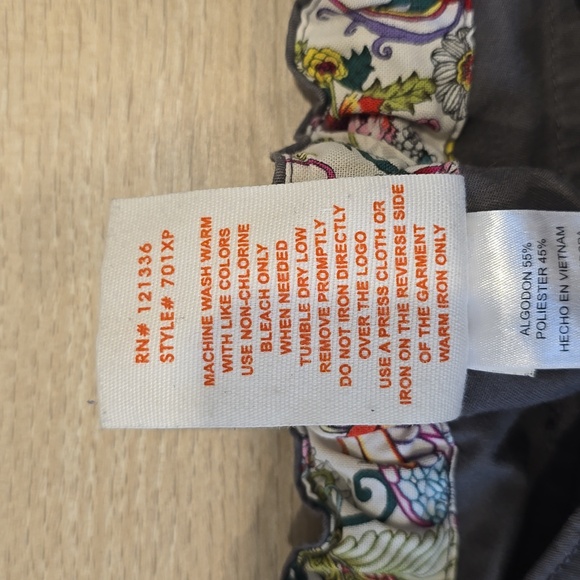 RN# 121336
STYLE# 701XP
MACHINE WASH WARM
WITH LIKE COLORS
USE NON-CHLORINE
BLEACH ONLY
WHEN NEEDED
TUMBLE DRY LOW
REMOVE PROMPTLY
DO NOT IRON DIRECTLY
OVER THE LOGO
USE A PRESS CLOTH OR
IRON ON THE REVERSE SIDE
OF THE GARMENT
WARM IRON ONLY
ALGODON 55%
POLIESTER 45%
HECHO EN VIETNAM